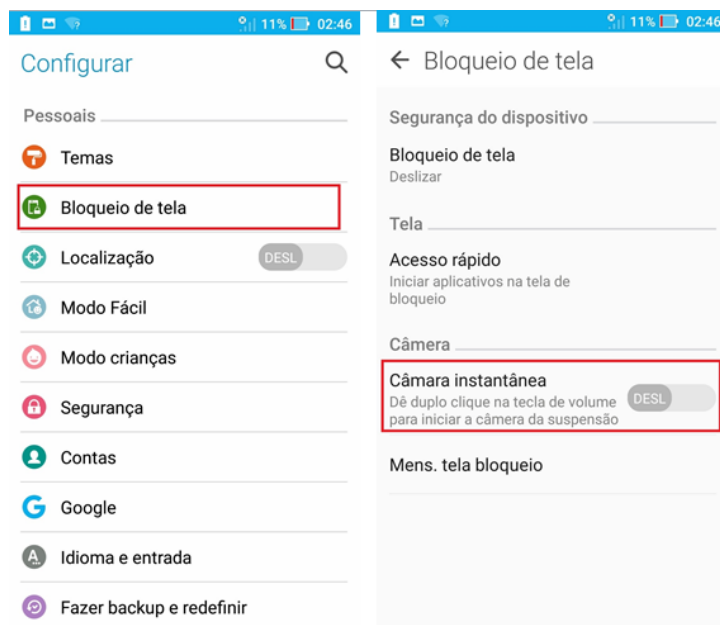 11% 02:46
Configurar
Pessoais
Temas
Bloqueio de tela
Localização DESL
Modo Fácil
Modo crianças
Segurança
Contas
Google
Idioma e entrada
Fazer backup e redefinir
11% 02:46
Bloqueio de tela
Segurança do dispositivo
Bloqueio de tela
Deslizar
Tela
Acesso rápido
Iniciar aplicativos na tela de
bloqueio
Câmera
Câmara instantânea
Dê duplo clique na tecla de volume
para iniciar a câmera da suspensão
DESL
Mens. tela bloqueio